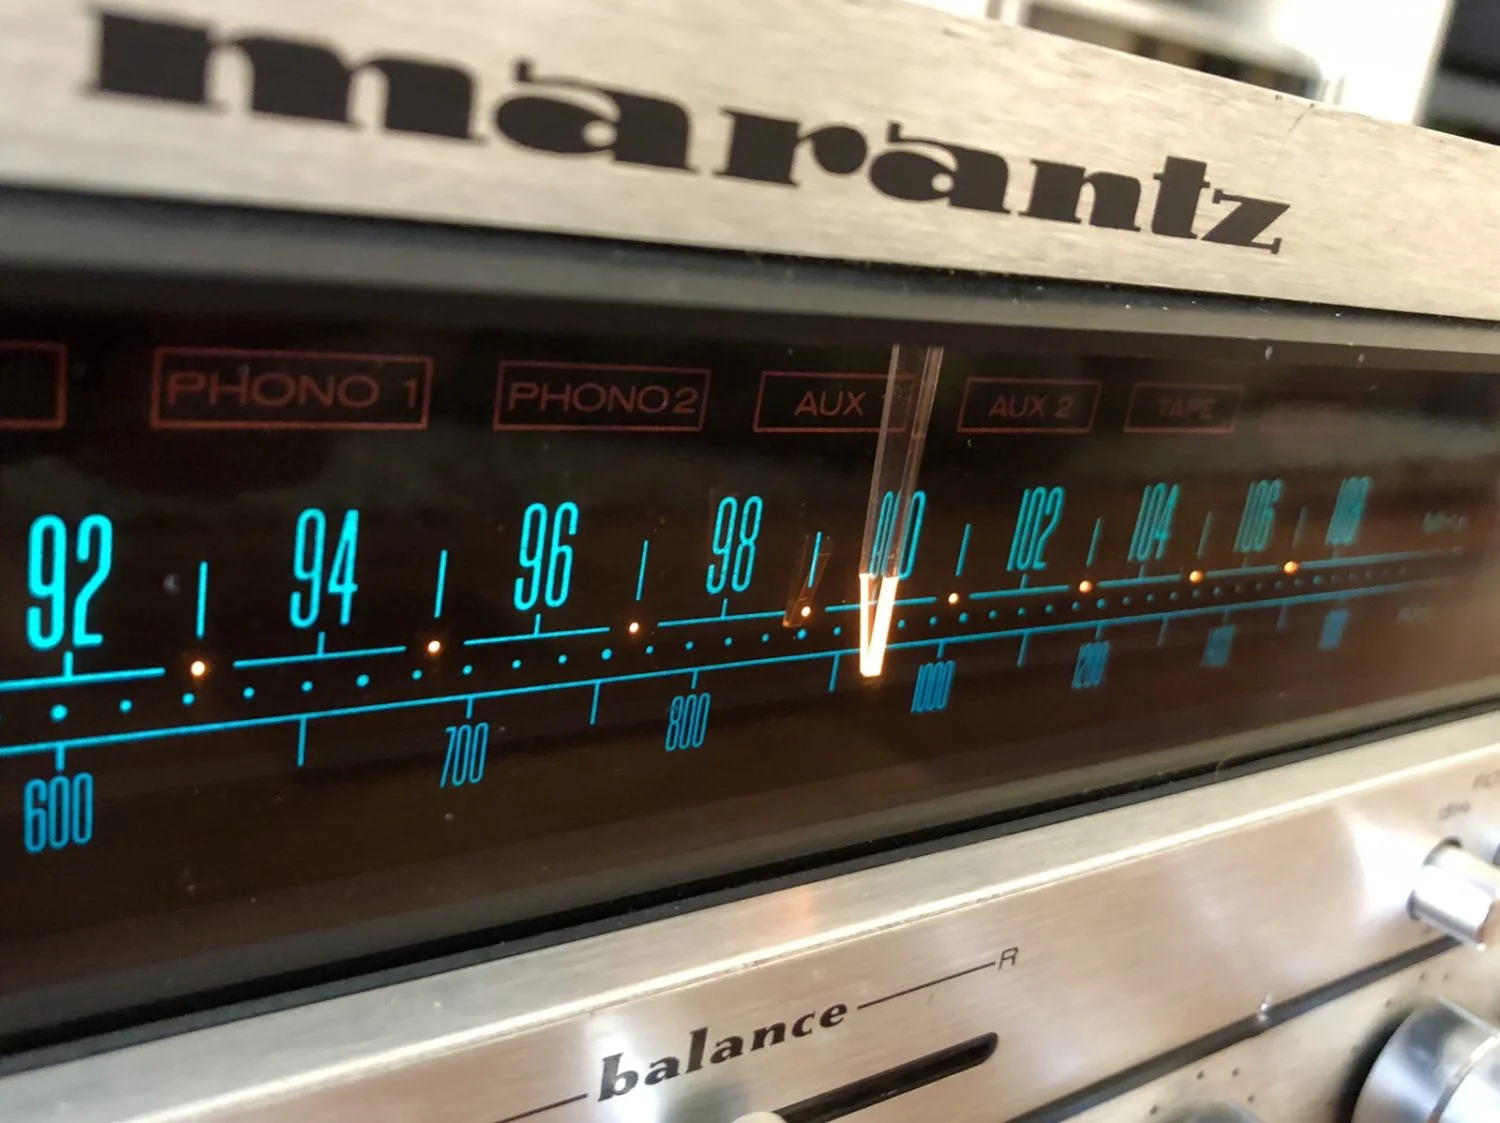 marantz
PHONO 1 PHONO 2 AUX 1 AUX 2 TAPE
92 94 96 98 100 102 104 106 108
600 700 800 1000 1200
balance R